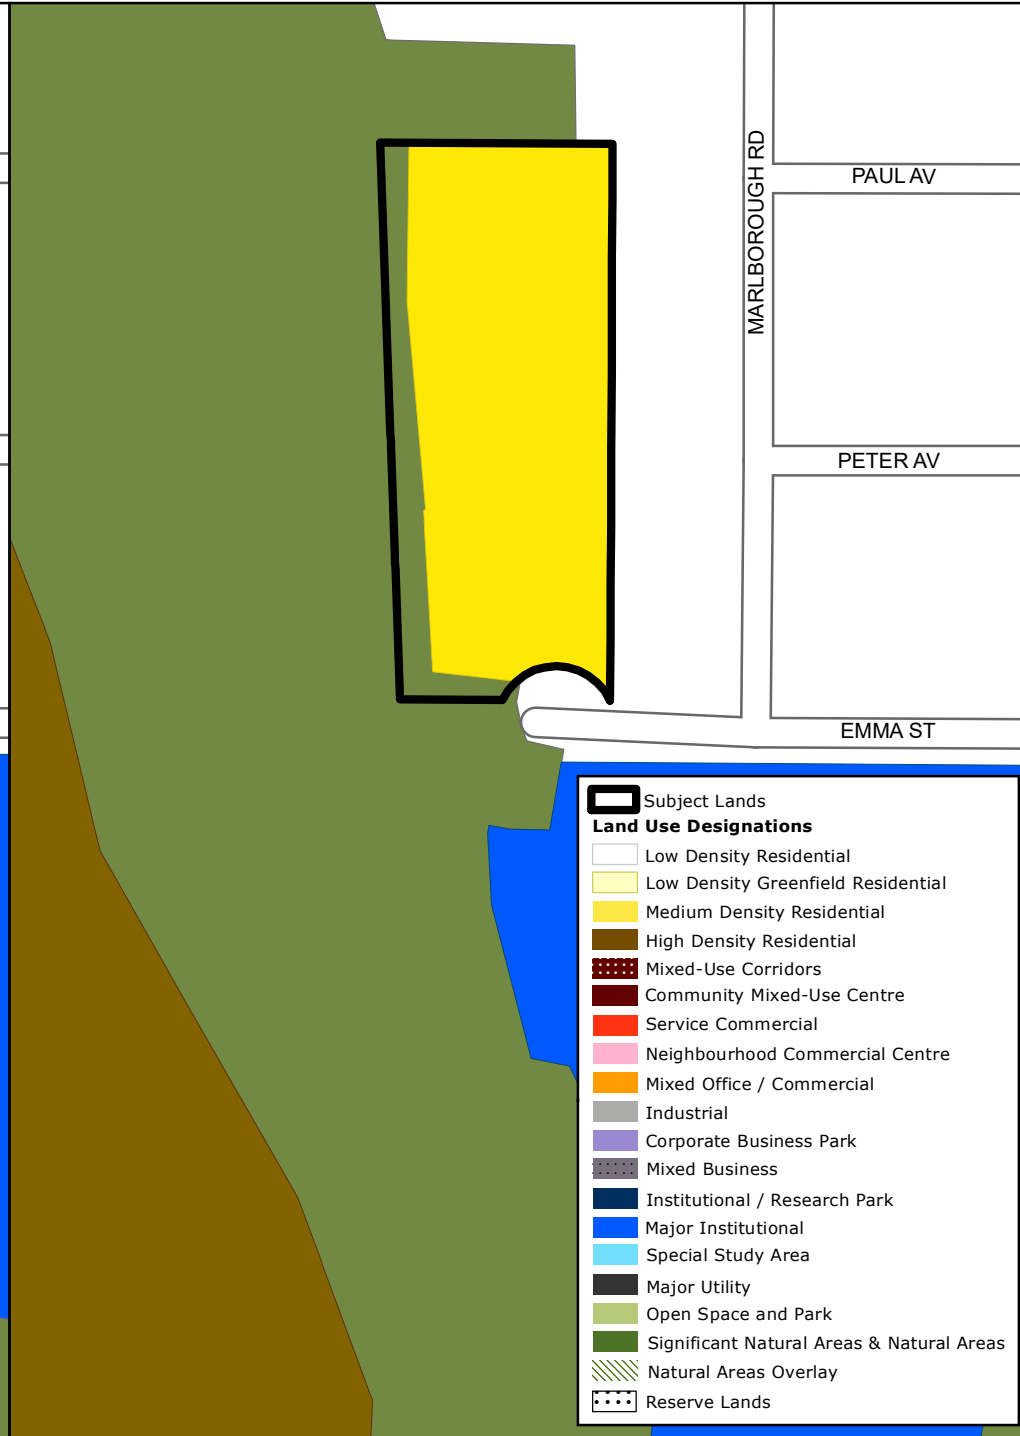 MARLBOROUGH RD
PAUL AV
PETER AV
EMMA ST
Subject Lands
Land Use Designations
Low Density Residential
Low Density Greenfield Residential
Medium Density Residential
High Density Residential
Mixed-Use Corridors
Community Mixed-Use Centre
Service Commercial
Neighbourhood Commercial Centre
Mixed Office / Commercial
Industrial
Corporate Business Park
Mixed Business
Institutional / Research Park
Major Institutional
Special Study Area
Major Utility
Open Space and Park
Significant Natural Areas & Natural Areas
Natural Areas Overlay
Reserve Lands